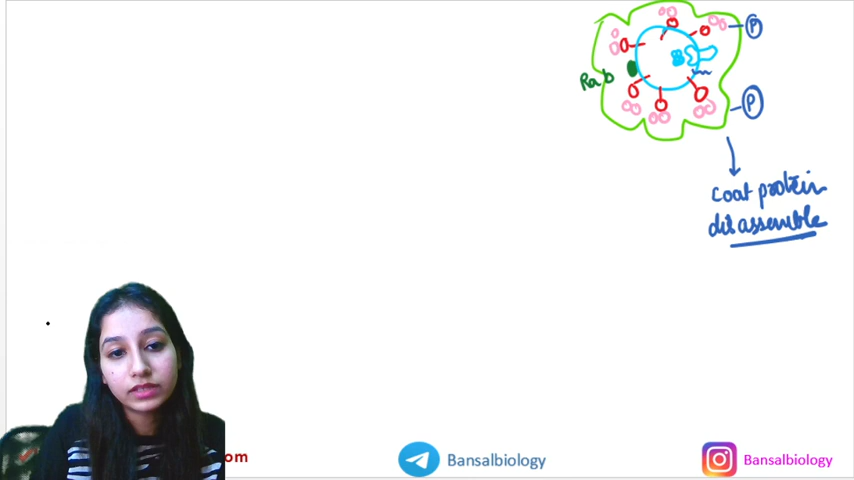 P
Rab
P
coat protein
disassemble
om
Bansalbiology
Bansalbiology